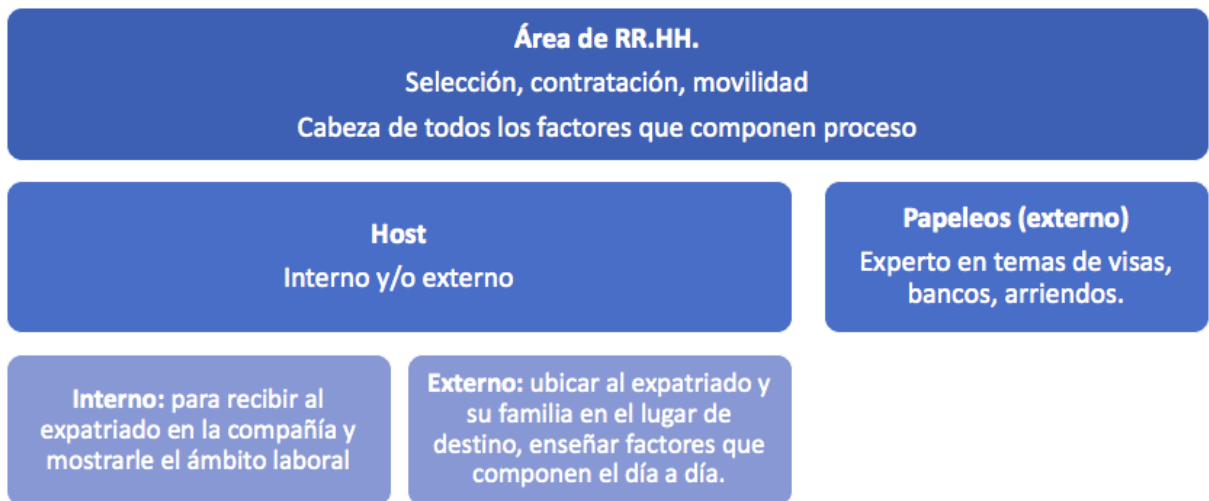 Área de RR.HH.
Selección, contratación, movilidad
Cabeza de todos los factores que componen proceso
Host
Interno y/o externo
Papeleos (externo)
Experto en temas de visas,
bancos, arriendos.
Interno: para recibir al
expatriado en la compañía y
mostrarle el ámbito laboral
Externo: ubicar al expatriado y
su familia en el lugar de
destino, enseñar factores que
componen el día a día.